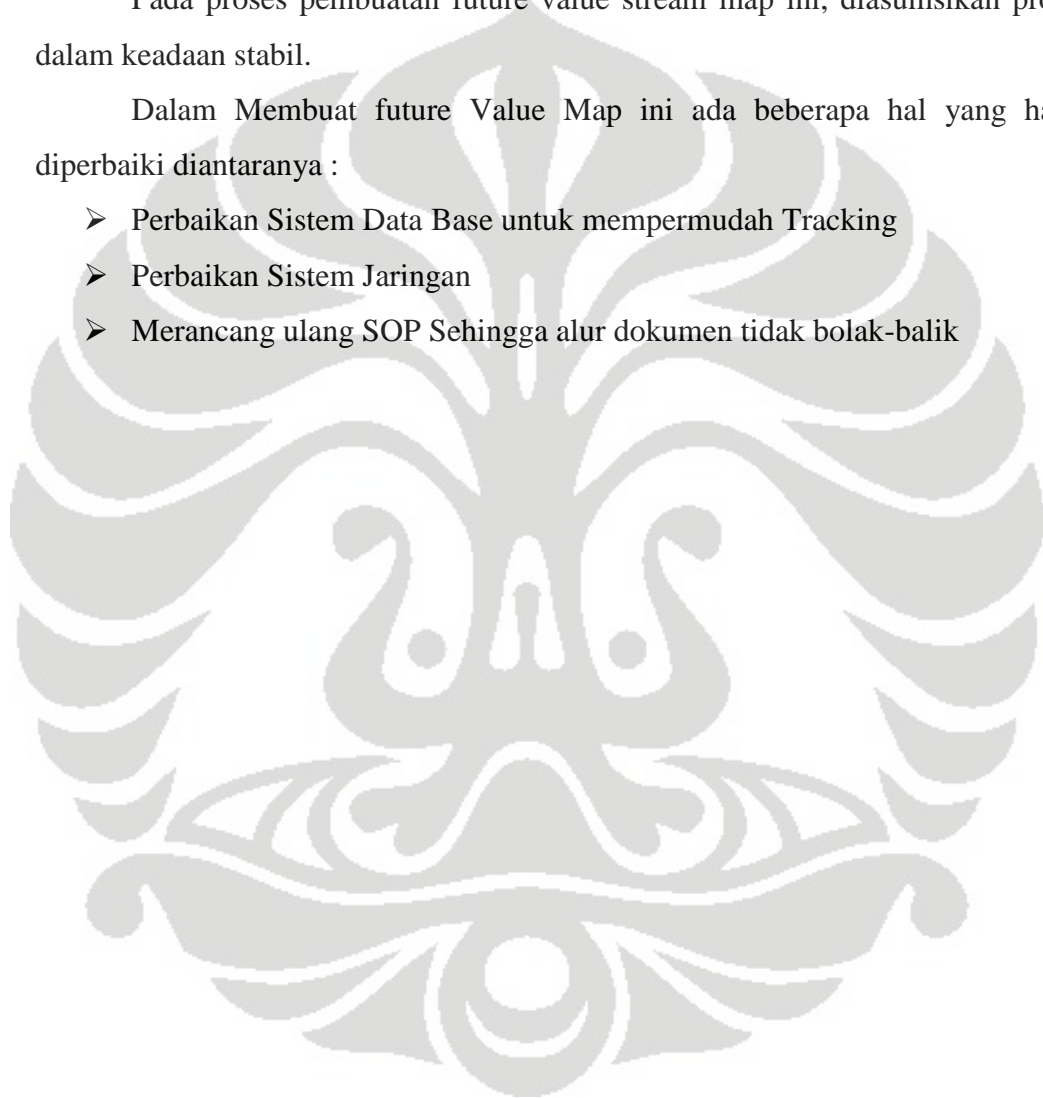 Pada proses pembuatan future value stream map ini, diasumsikan
dalam keadaan stabil.
Dalam Membuat future Value Map ini ada beberapa hal yang
diperbaiki diantaranya :
➢ Perbaikan Sistem Data Base untuk mempermudah Tracking
➢ Perbaikan Sistem Jaringan
➢ Merancang ulang SOP Sehingga alur dokumen tidak bolak-balik